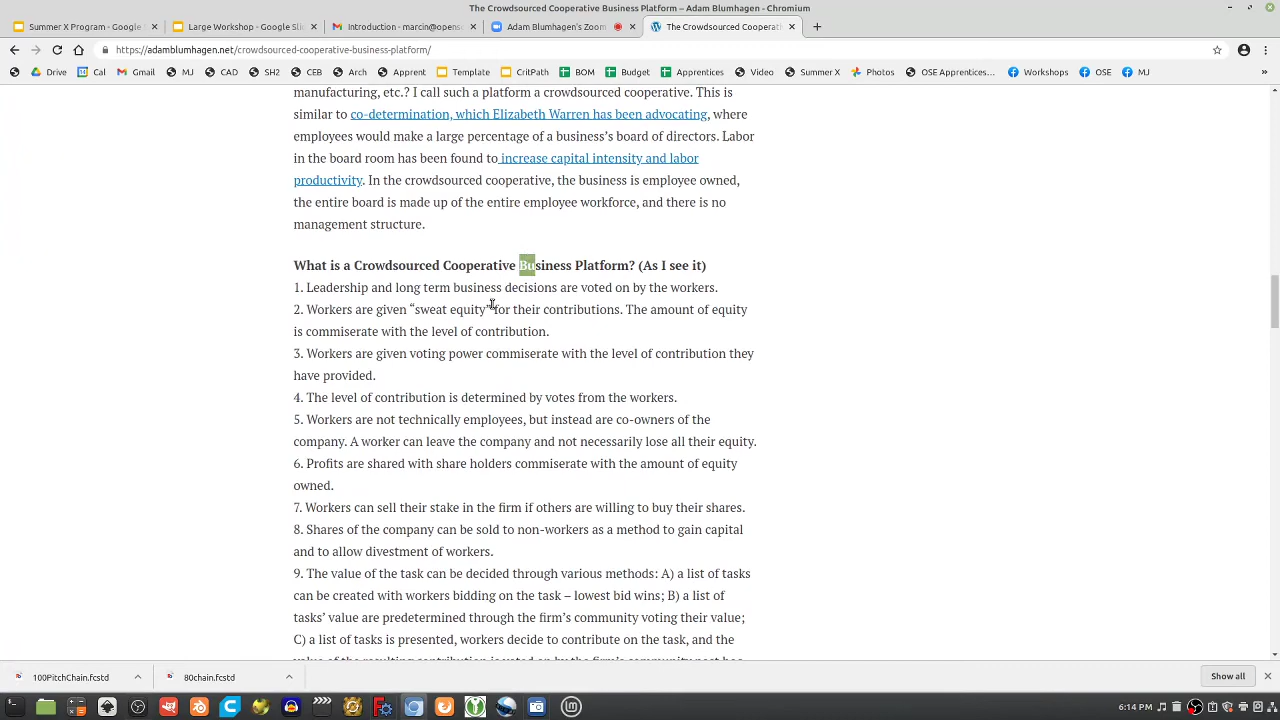 The Crowdsourced Cooperative Business Platform – Adam Blumhagen - Chromium
Summer X Program - Google
Large Workshop - Google Slid
Introduction - marcin@openso
Adam Blumhagen's Zoom
The Crowdsourced Cooperati
https://adamblumhagen.net/crowdsourced-cooperative-business-platform/
Drive
Cal
Gmail
MJ
CAD
SH2
CEB
Arch
Apprent
Template
CritPath
BOM
Budget
Apprentices
Video
Summer X
Photos
OSE Apprentices…
Workshops
OSE
MJ
»
manufacturing, etc.? I call such a platform a crowdsourced cooperative. This is
similar to co-determination, which Elizabeth Warren has been advocating, where
employees would make a large percentage of a business’s board of directors. Labor
in the board room has been found to increase capital intensity and labor
productivity. In the crowdsourced cooperative, the business is employee owned,
the entire board is made up of the entire employee workforce, and there is no
management structure.
What is a Crowdsourced Cooperative Business Platform? (As I see it)
1. Leadership and long term business decisions are voted on by the workers.
2. Workers are given “sweat equity” for their contributions. The amount of equity
is commiserate with the level of contribution.
3. Workers are given voting power commiserate with the level of contribution they
have provided.
4. The level of contribution is determined by votes from the workers.
5. Workers are not technically employees, but instead are co-owners of the
company. A worker can leave the company and not necessarily lose all their equity.
6. Profits are shared with share holders commiserate with the amount of equity
owned.
7. Workers can sell their stake in the firm if others are willing to buy their shares.
8. Shares of the company can be sold to non-workers as a method to gain capital
and to allow divestment of workers.
9. The value of the task can be decided through various methods: A) a list of tasks
can be created with workers bidding on the task – lowest bid wins; B) a list of
tasks’ value are predetermined through the firm’s community voting their value;
C) a list of tasks is presented, workers decide to contribute on the task, and the
100PitchChain.fcstd
80chain.fcstd
Show all
6:14 PM